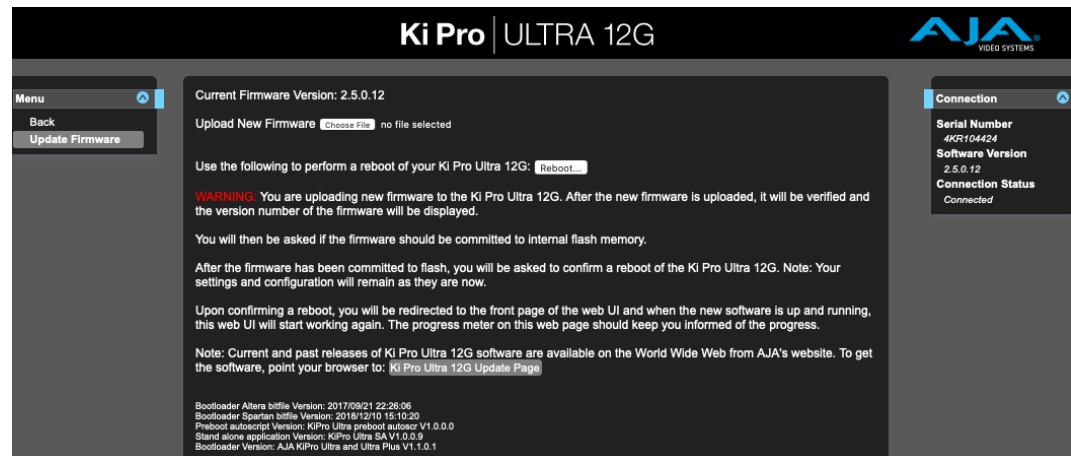 Ki Pro ULTRA 12G
AJA
VIDEO SYSTEMS
Menu
Back
Update Firmware
Current Firmware Version: 2.5.0.12
Upload New Firmware Choose File no file selected
Use the following to perform a reboot of your Ki Pro Ultra 12G: Reboot...
WARNING: You are uploading new firmware to the Ki Pro Ultra 12G. After the new firmware is uploaded, it will be verified and
the version number of the firmware will be displayed.
You will then be asked if the firmware should be committed to internal flash memory.
After the firmware has been committed to flash, you will be asked to confirm a reboot of the Ki Pro Ultra 12G. Note: Your
settings and configuration will remain as they are now.
Upon confirming a reboot, you will be redirected to the front page of the web UI and when the new software is up and running,
this web UI will start working again. The progress meter on this web page should keep you informed of the progress.
Note: Current and past releases of Ki Pro Ultra 12G software are available on the World Wide Web from AJA's website. To get
the software, point your browser to: Ki Pro Ultra 12G Update Page
Bootloader Altera bitfile Version: 2017/09/21 22:26:06
Bootloader Spartan bitfile Version: 2018/12/10 15:10:20
Preboot autoscript Version: KiPro Ultra preboot autoscr V1.0.0.0
Stand alone application Version: KiPro Ultra SA V1.0.0.9
Bootloader Version: AJA KiPro Ultra and Ultra Plus V1.1.0.1
Connection
Serial Number
4KR104424
Software Version
2.5.0.12
Connection Status
Connected